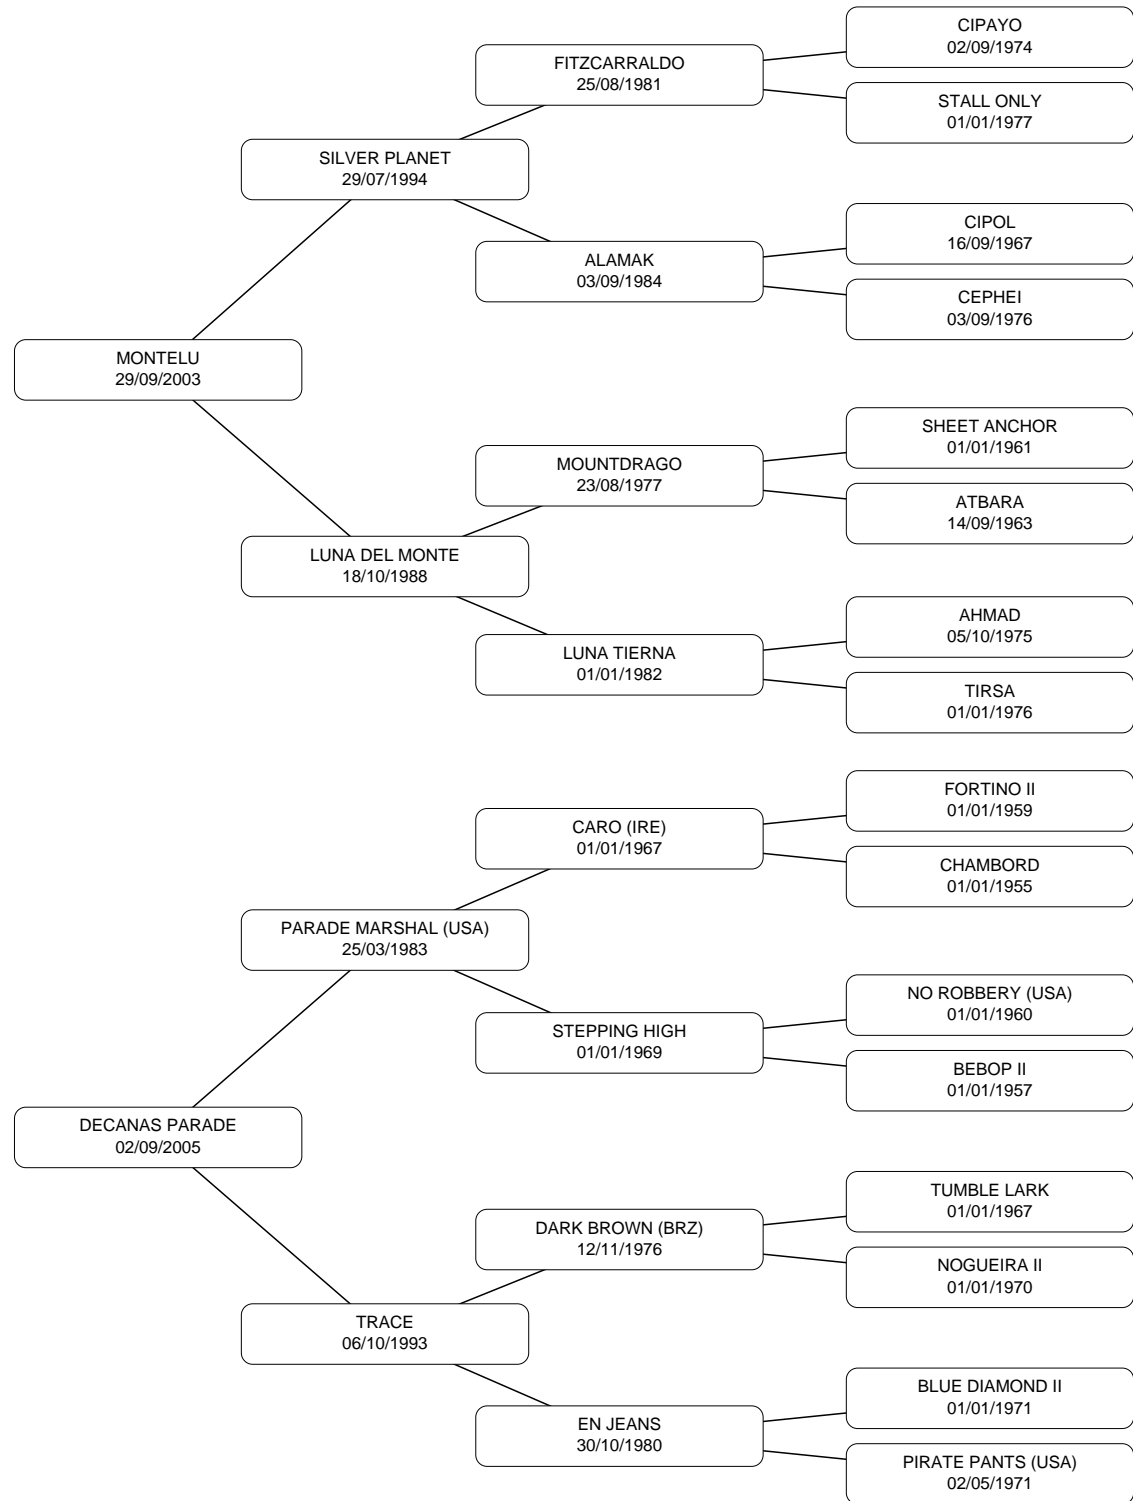 CIPAYO
02/09/1974
FITZCARRALDO
25/08/1981
STALL ONLY
01/01/1977
SILVER PLANET
29/07/1994
CIPOL
16/09/1967
ALAMAK
03/09/1984
CEPHEI
03/09/1976
MONTELU
29/09/2003
SHEET ANCHOR
01/01/1961
MOUNTDRAGO
23/08/1977
ATBARA
14/09/1963
LUNA DEL MONTE
18/10/1988
AHMAD
05/10/1975
LUNA TIERNA
01/01/1982
TIRSA
01/01/1976
FORTINO II
01/01/1959
CARO (IRE)
01/01/1967
CHAMBORD
01/01/1955
PARADE MARSHAL (USA)
25/03/1983
NO ROBBERY (USA)
01/01/1960
STEPPING HIGH
01/01/1969
BEBOP II
01/01/1957
DECANAS PARADE
02/09/2005
TUMBLE LARK
01/01/1967
DARK BROWN (BRZ)
12/11/1976
NOGUEIRA II
01/01/1970
TRACE
06/10/1993
BLUE DIAMOND II
01/01/1971
EN JEANS
30/10/1980
PIRATE PANTS (USA)
02/05/1971